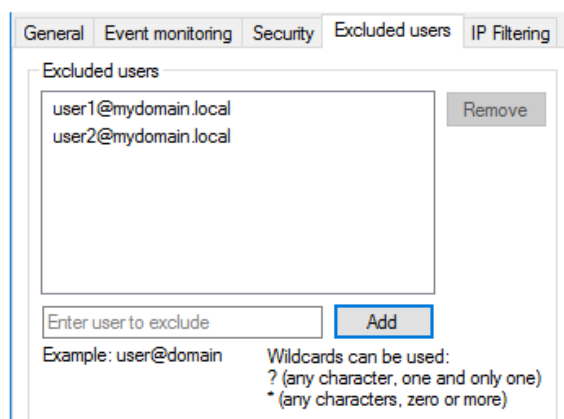 General Event monitoring Security Excluded users IP Filtering
Excluded users
user1@mydomain.local
Remove
user2@mydomain.local
Enter user to exclude Add
Example: user@domain Wildcards can be used:
? (any character, one and only one)
* (any characters, zero or more)